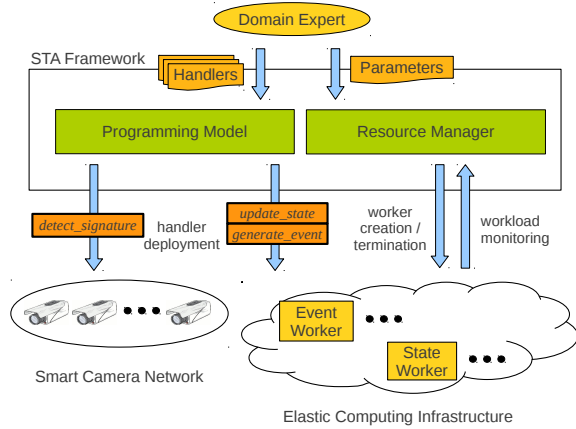 Domain Expert
STA Framework
Handlers
Parameters
Programming Model
Resource Manager
detect_signature
handler
deployment
update_state
generate_event
worker
creation /
termination
workload
monitoring
Event
Worker
State
Worker
Smart Camera Network
Elastic Computing Infrastructure